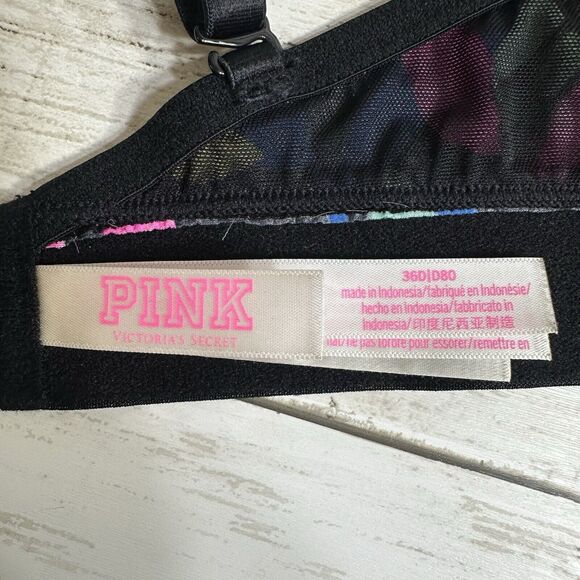 PINK
VICTORIA'S SECRET
36D|D80
made in Indonesia/fabriqué en Indonésie/
hecho en Indonesia/fabbricato in
Indonesia/印度尼西亚制造
pas tordre pour essorer/remettre en